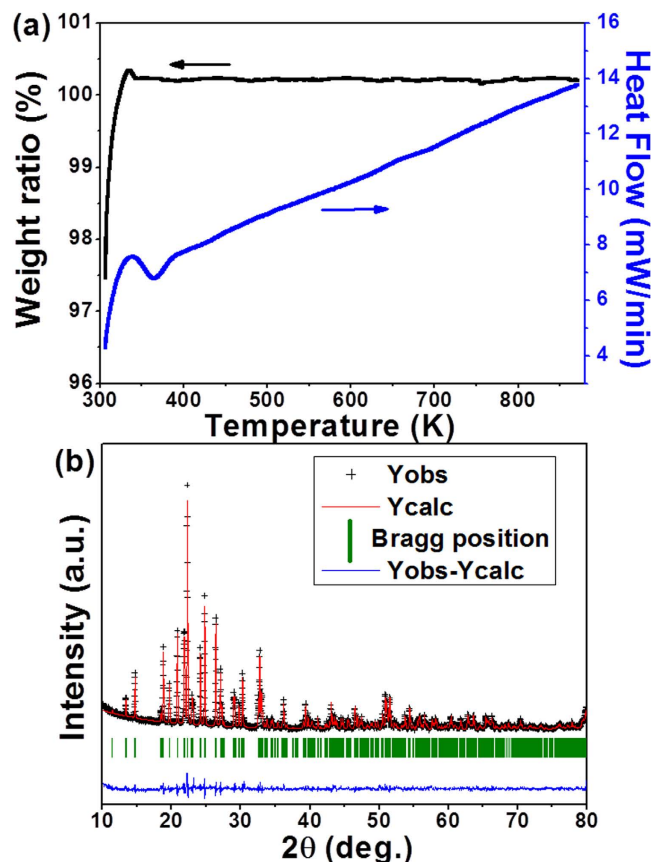 (a)
101
100
99
98
97
96
Weight ratio (%)
300 400 500 600 700 800
Temperature (K)
16
14
12
10
8
6
4
Heat Flow (mW/min)
(b)
Yobs
Ycalc
Bragg position
Yobs-Ycalc
Intensity (a.u.)
10 20 30 40 50 60 70 80
2θ (deg.)